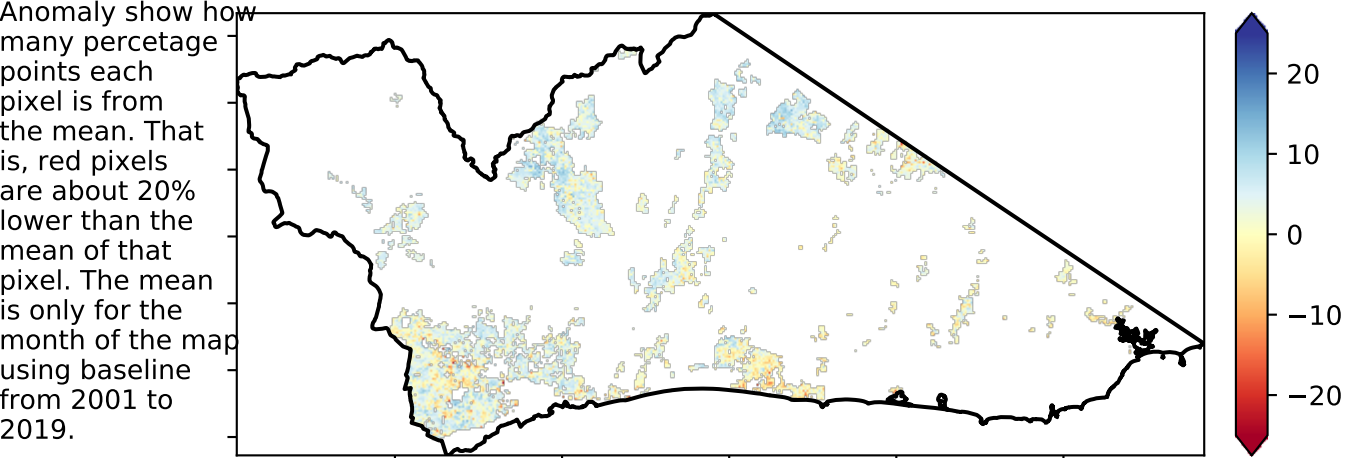 Anomaly show how
many percetage
points each
pixel is from
the mean. That
is, red pixels
are about 20%
lower than the
mean of that
pixel. The mean
is only for the
month of the map
using baseline
from 2001 to
2019.
20
10
0
−10
−20